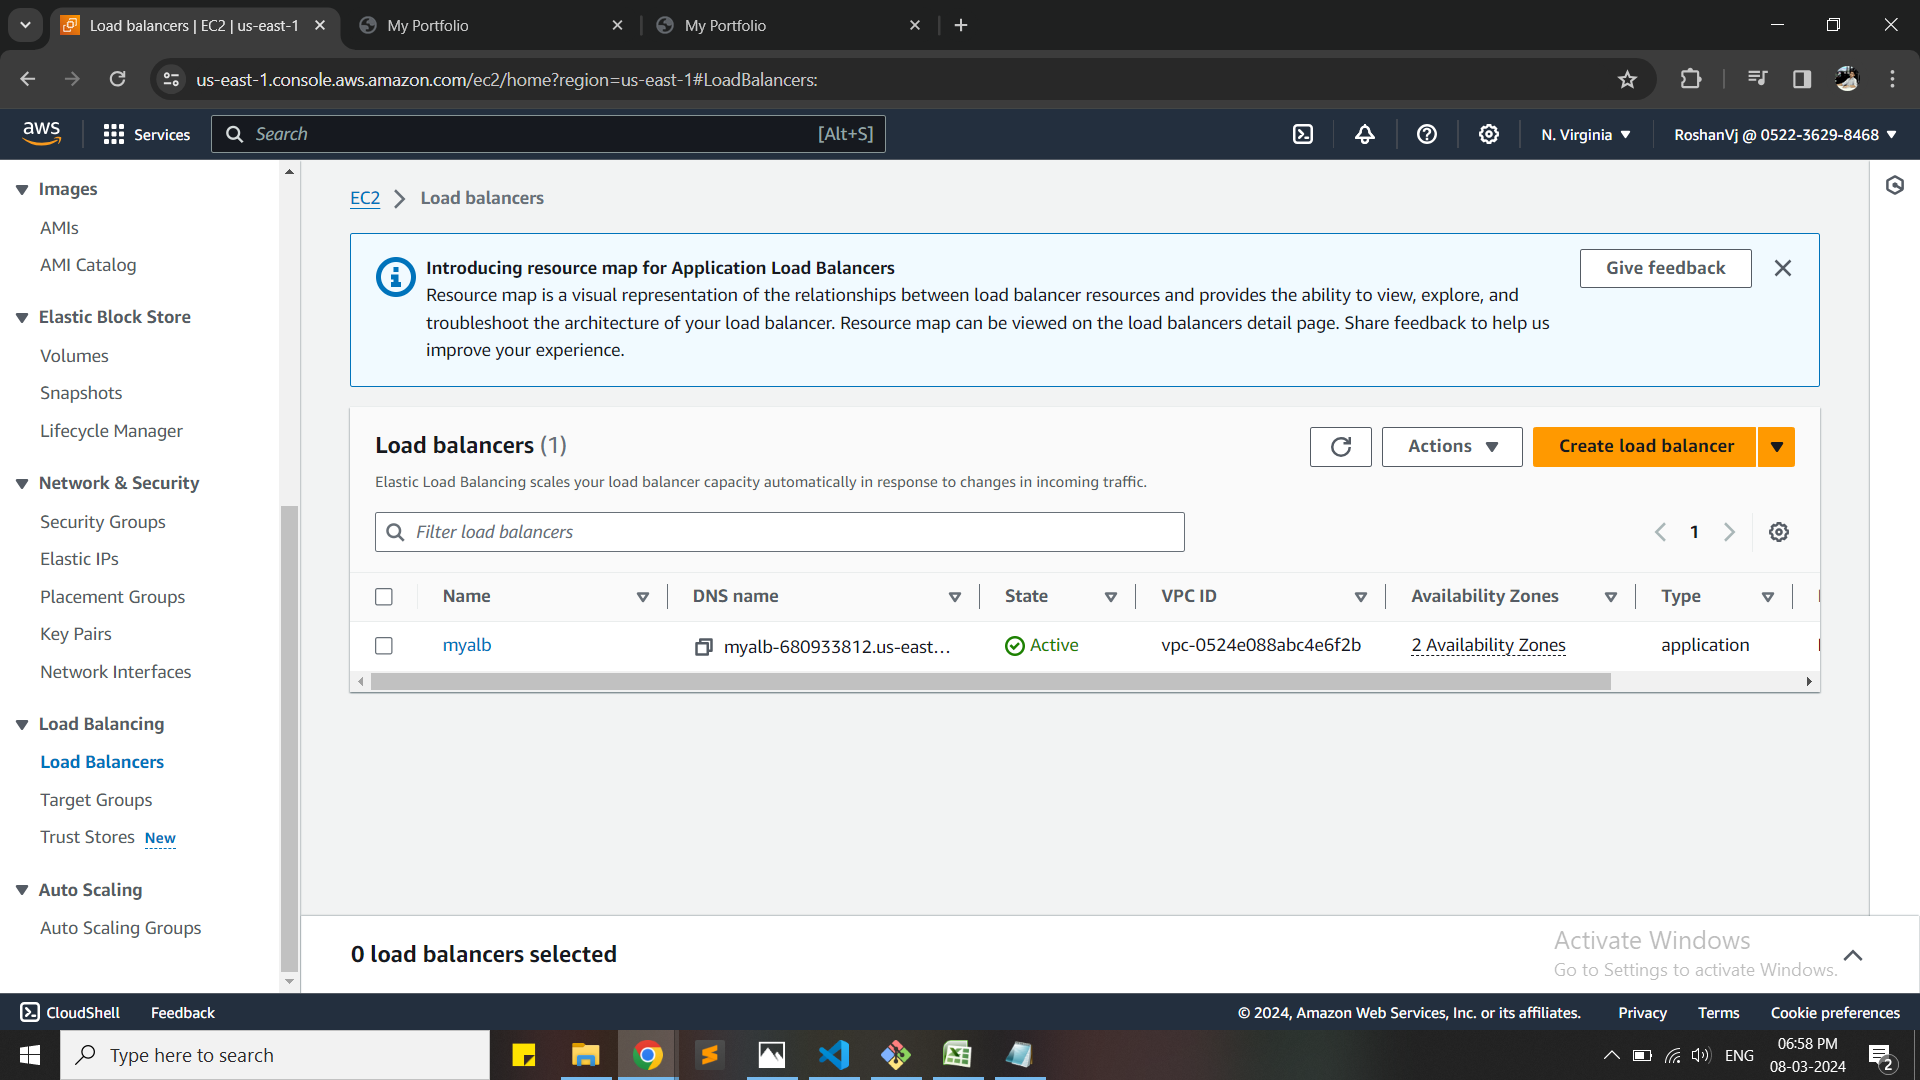 Load balancers | EC2 | us-east-1
My Portfolio
My Portfolio
us-east-1.console.aws.amazon.com/ec2/home?region=us-east-1#LoadBalancers:
aws
Services
Search
[Alt+S]
N. Virginia
RoshanVj @ 0522-3629-8468
Images
AMIs
AMI Catalog
Elastic Block Store
Volumes
Snapshots
Lifecycle Manager
Network & Security
Security Groups
Elastic IPs
Placement Groups
Key Pairs
Network Interfaces
Load Balancing
Load Balancers
Target Groups
Trust Stores New
Auto Scaling
Auto Scaling Groups
EC2 > Load balancers
Introducing resource map for Application Load Balancers
Resource map is a visual representation of the relationships between load balancer resources and provides the ability to view, explore, and
troubleshoot the architecture of your load balancer. Resource map can be viewed on the load balancers detail page. Share feedback to help us
improve your experience.
Give feedback
Load balancers (1)
Actions
Create load balancer
Elastic Load Balancing scales your load balancer capacity automatically in response to changes in incoming traffic.
Filter load balancers
1
Name DNS name State VPC ID Availability Zones Type
myalb myalb-680933812.us-east... Active vpc-0524e088abc4e6f2b 2 Availability Zones application
0 load balancers selected
Activate Windows
Go to Settings to activate Windows.
CloudShell
Feedback
© 2024, Amazon Web Services, Inc. or its affiliates.
Privacy
Terms
Cookie preferences
Type here to search
ENG
06:58 PM
08-03-2024
2